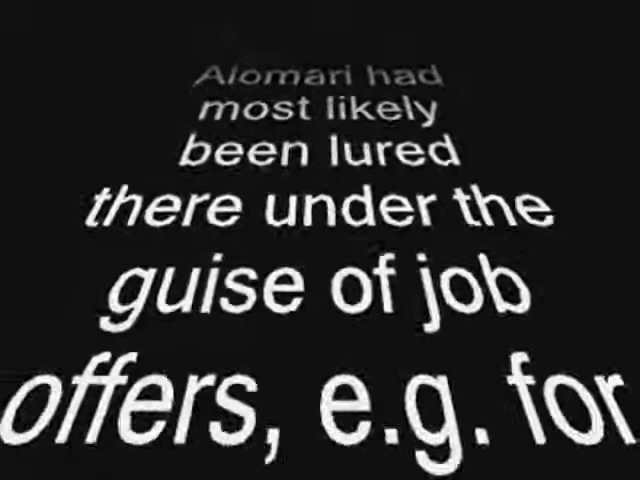 Alomari had
most likely
been lured
there under the
guise of job
offers, e.g. for